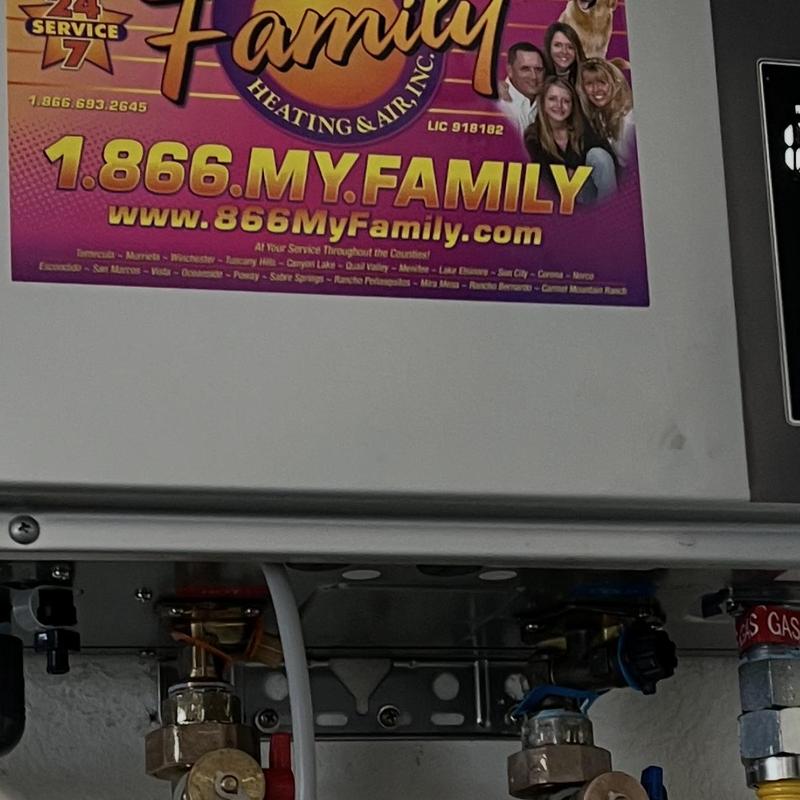 24
SERVICE
7
Family
HEATING & AIR, INC.
1.866.693.2645
LIC 918182
1.866.MY.FAMILY
www.866MyFamily.com
At Your Service Throughout the Counties!
Temecula ~ Murrieta ~ Winchester ~ Tuscany Hills ~ Canyon Lake ~ Quail Valley ~ Menifee ~ Lake Elsinore ~ Sun City ~ Corona ~ Norco
Escondido ~ San Marcos ~ Vista ~ Oceanside ~ Poway ~ Sabre Springs ~ Rancho Peñasquitos ~ Mira Mesa ~ Rancho Bernardo ~ Carmel Mountain Ranch
GAS GAS